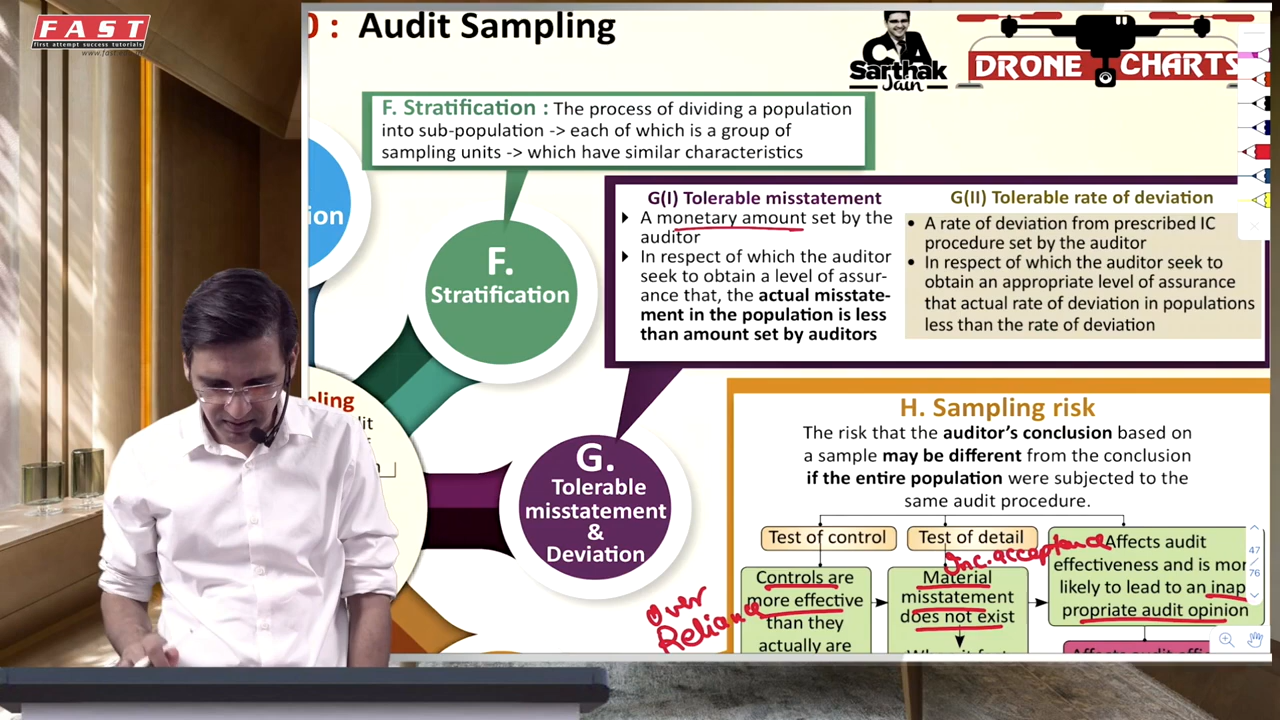 FAST
first attempt success tutorials
www.fast
0 : Audit Sampling
CA
Sarthak
Jain
DRONE CHARTS
F. Stratification : The process of dividing a population
into sub-population -> each of which is a group of
sampling units -> which have similar characteristics
ion
F.
Stratification
G(I) Tolerable misstatement
A monetary amount set by the
auditor
In respect of which the auditor
seek to obtain a level of assur-
ance that, the actual misstate-
ment in the population is less
than amount set by auditors
G(II) Tolerable rate of deviation
A rate of deviation from prescribed IC
procedure set by the auditor
In respect of which the auditor seek to
obtain an appropriate level of assurance
that actual rate of deviation in populations
less than the rate of deviation
pling
dit
G.
Tolerable
misstatement
&
Deviation
H. Sampling risk
The risk that the auditor's conclusion based on
a sample may be different from the conclusion
if the entire population were subjected to the
same audit procedure.
Test of control
Test of detail
Inc. acceptance
Over
Reliance
Controls are
more effective
than they
actually are
Material
misstatement
does not exist
Affects audit
effectiveness and is mor
likely to lead to an inap
propriate audit opinion
47
76